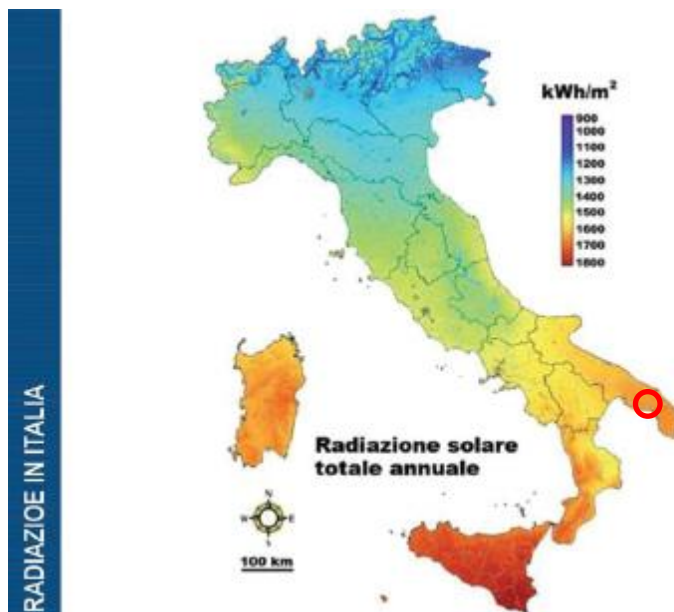 RADIAZIOE IN ITALIA
kWh/m²
900
1000
1100
1200
1300
1400
1500
1600
1700
1800
Radiazione solare
totale annuale
N
W E
S
100 km